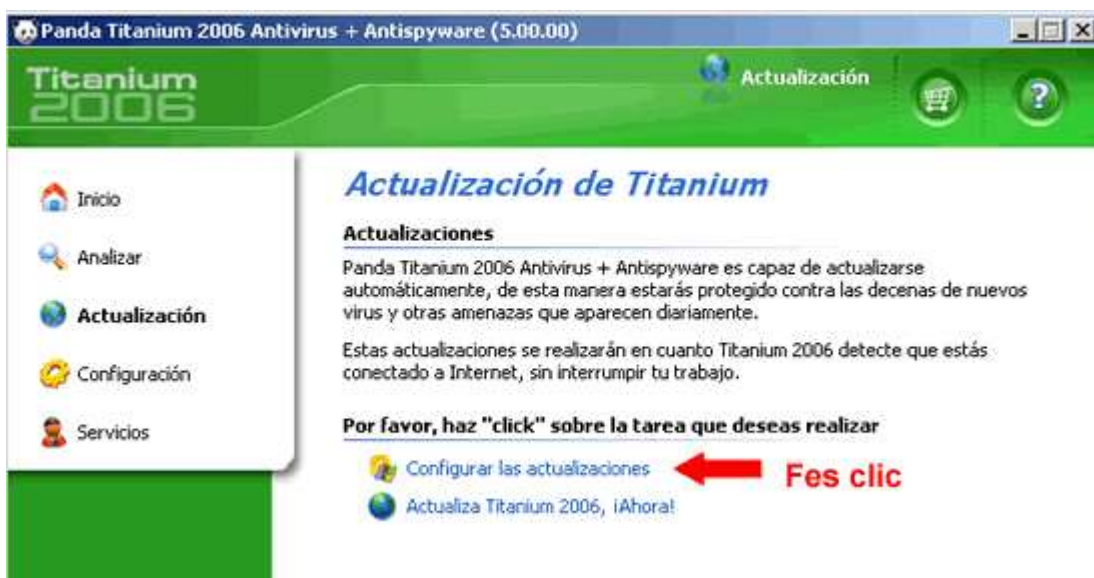 Panda Titanium 2006 Antivirus + Antispyware (5.00.00)
Titanium
2006
Actualización
Inicio
Analizar
Actualización
Configuración
Servicios
Actualización de Titanium
Actualizaciones
Panda Titanium 2006 Antivirus + Antispyware es capaz de actualizarse
automáticamente, de esta manera estarás protegido contra las decenas de nuevos
virus y otras amenazas que aparecen diariamente.
Estas actualizaciones se realizarán en cuanto Titanium 2006 detecte que estás
conectado a Internet, sin interrumpir tu trabajo.
Por favor, haz "click" sobre la tarea que deseas realizar
Configurar las actualizaciones
Fes clic
Actualiza Titanium 2006, ¡Ahora!